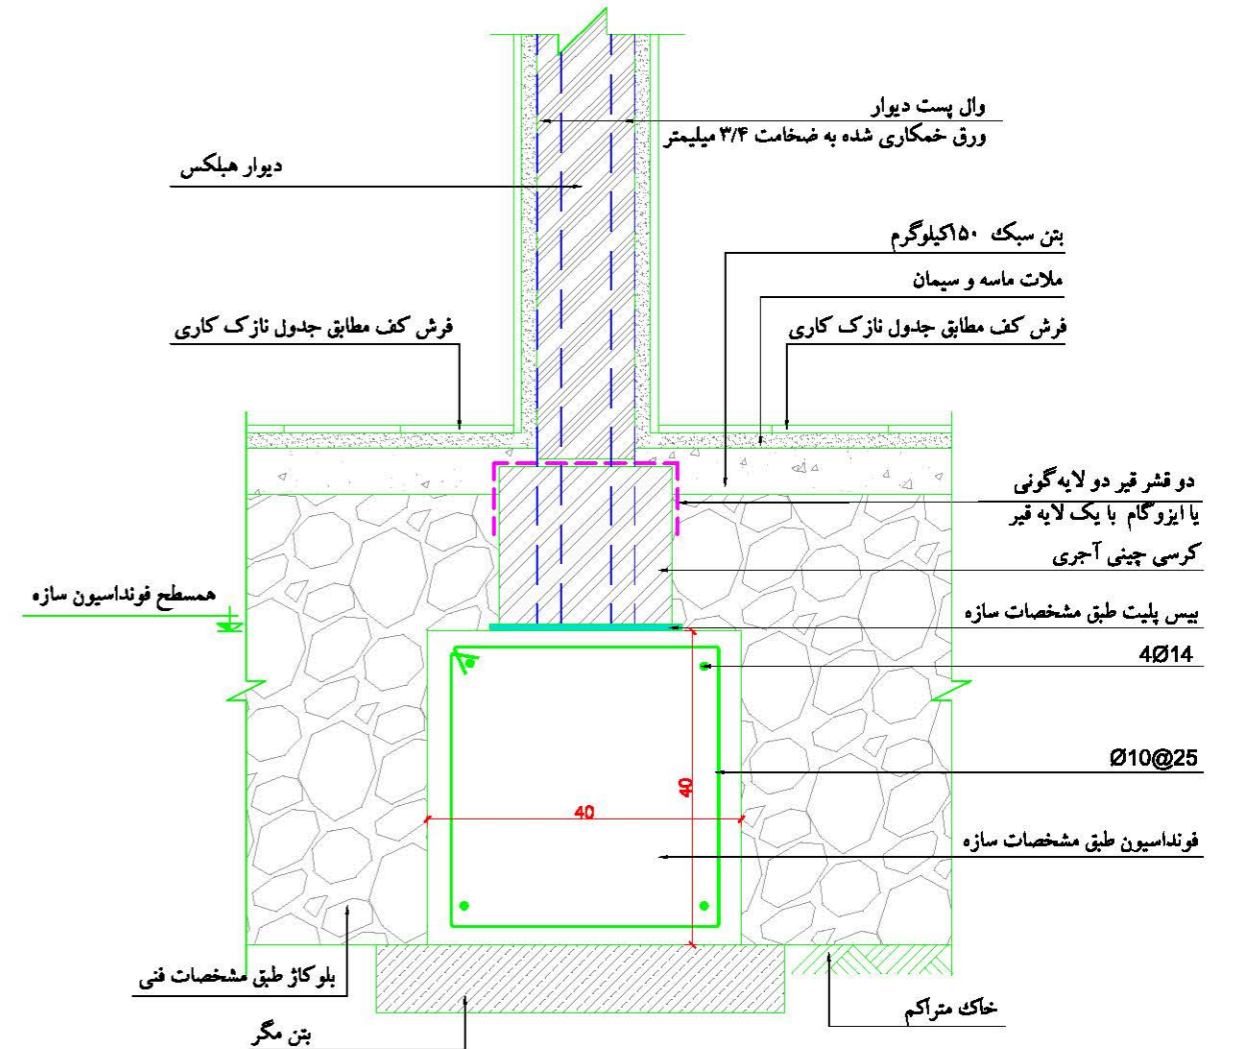 وال پست دیوار
ورق خمکاری شده به ضخامت ۳/۴ میلیمتر
دیوار هبلکس
بتن سبک ۱۵۰کیلوگرم
ملات ماسه و سیمان
فرش کف مطابق جدول نازک کاری
فرش کف مطابق جدول نازک کاری
دو قشر قیر دو لایه گونی
یا ایزوگام با یک لایه قیر
کرسی چینی آجری
همسطح فونداسیون سازه
بیس پلیت طبق مشخصات سازه
4Ø14
Ø10@25
40
40
فونداسیون طبق مشخصات سازه
بلوکاژ طبق مشخصات فنی
خاک متراکم
بتن مگر